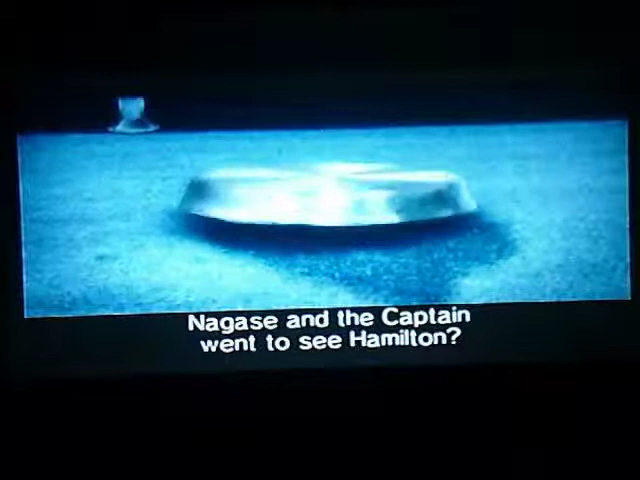 Nagase and the Captain
went to see Hamilton?